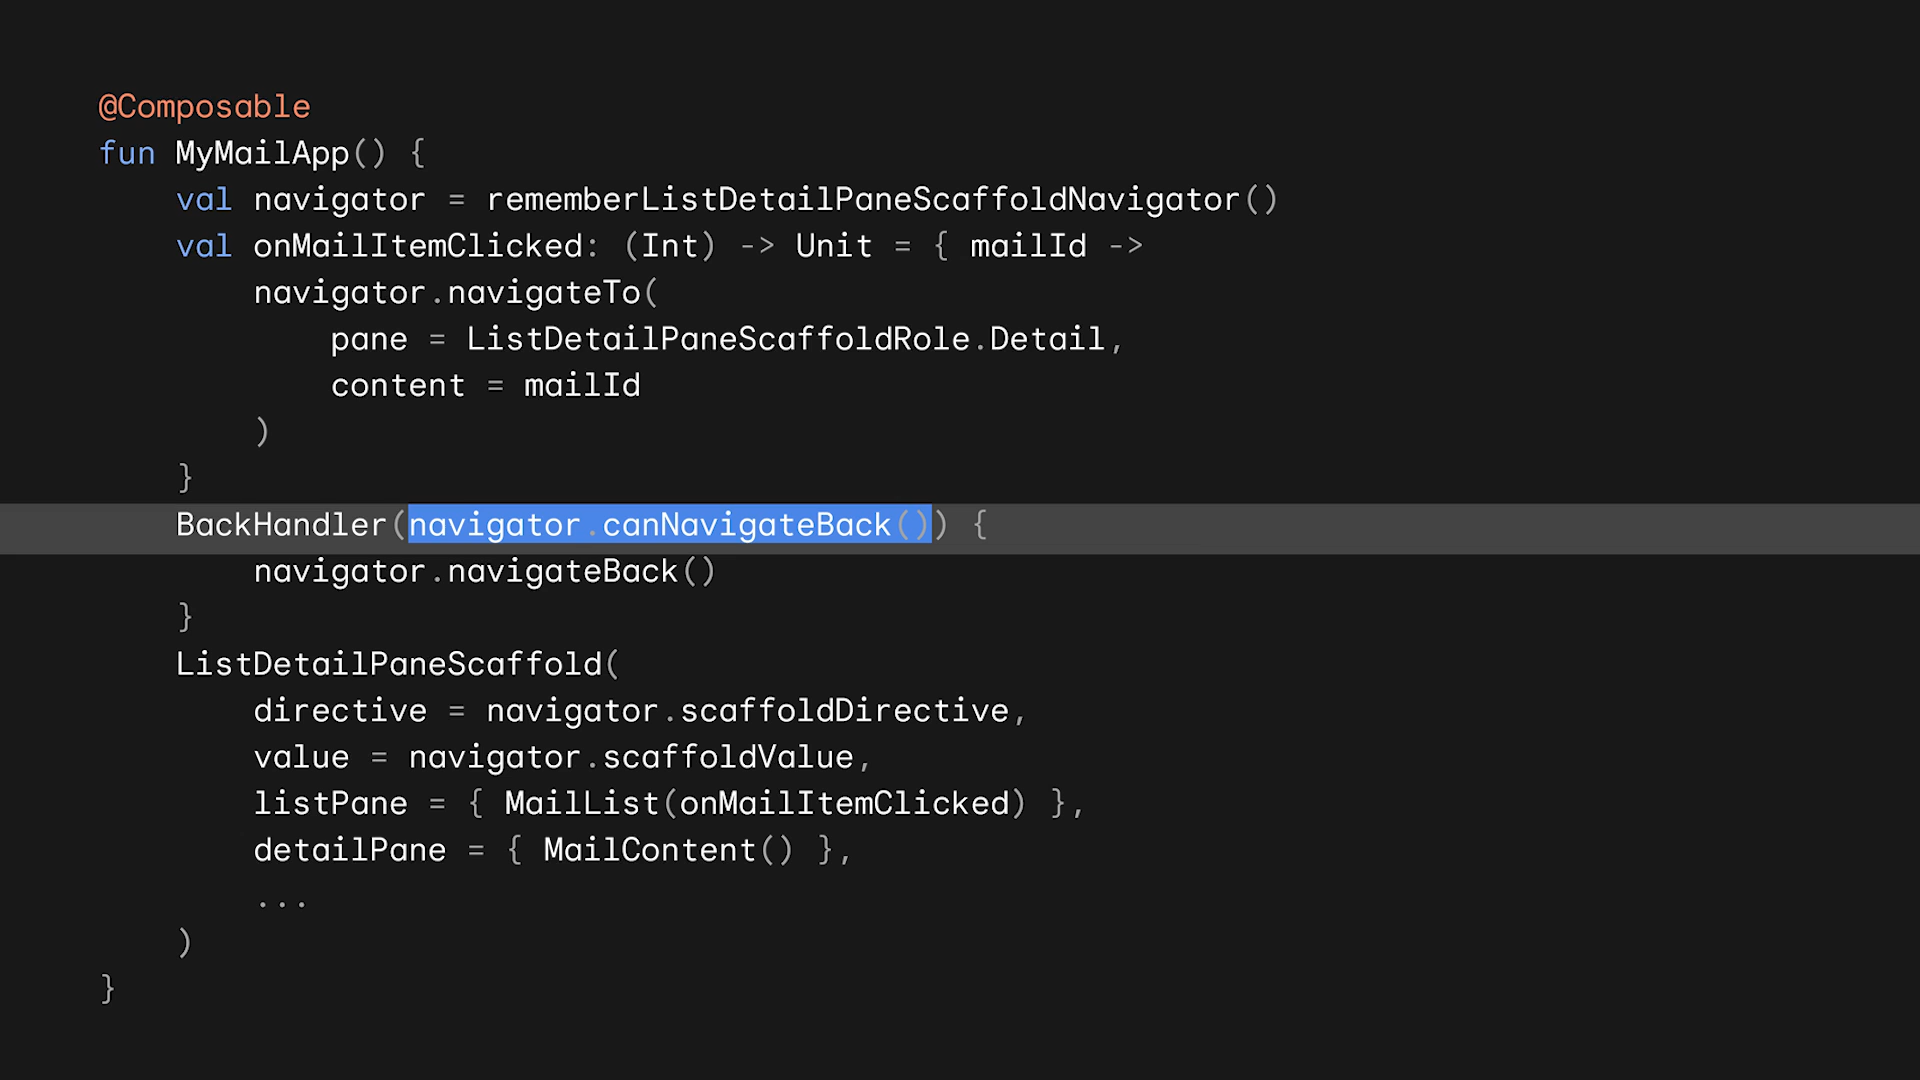 @Composable
fun MyMailApp() {
    val navigator = rememberListDetailPaneScaffoldNavigator()
    val onMailItemClicked: (Int) -> Unit = { mailId ->
        navigator.navigateTo(
            pane = ListDetailPaneScaffoldRole.Detail,
            content = mailId
        )
    }
    BackHandler(navigator.canNavigateBack()) {
        navigator.navigateBack()
    }
    ListDetailPaneScaffold(
        directive = navigator.scaffoldDirective,
        value = navigator.scaffoldValue,
        listPane = { MailList(onMailItemClicked) },
        detailPane = { MailContent() },
        ...
    )
}